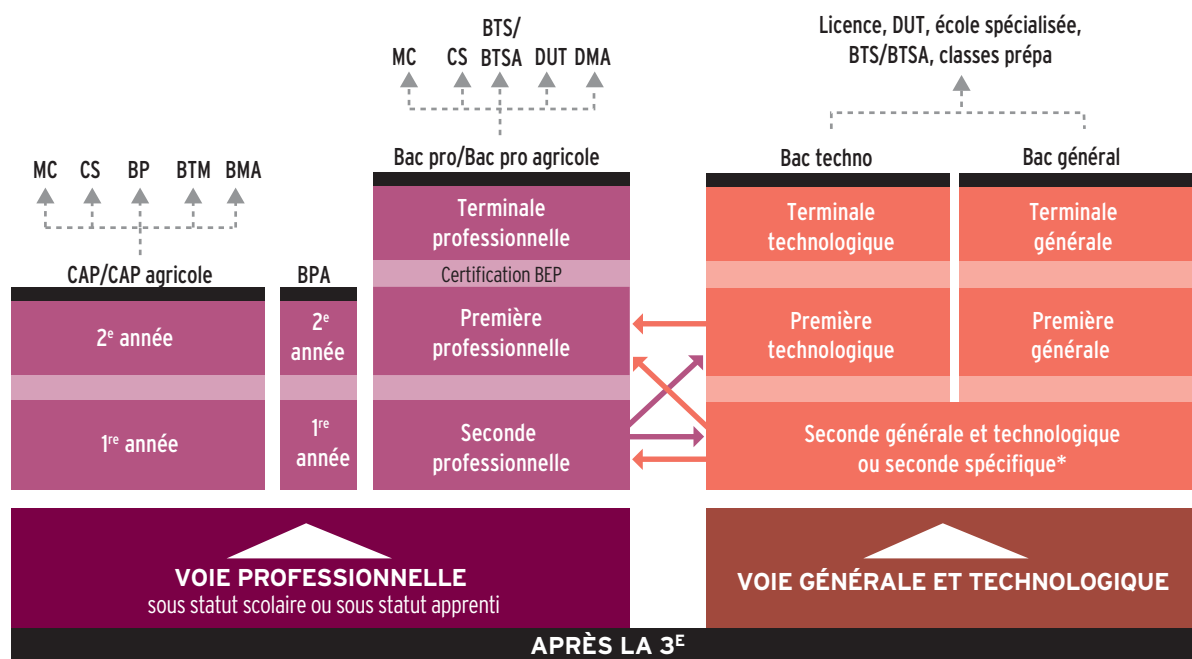 BTS/
MC CS BTSA DUT DMA
Licence, DUT, école spécialisée,
BTS/BTSA, classes prépa
MC CS BP BTM BMA
Bac pro/Bac pro agricole
Bac techno
Bac général
Terminale
professionnelle
Terminale
technologique
Terminale
générale
CAP/CAP agricole
BPA
Certification BEP
2e année
2e
année
Première
professionnelle
Première
technologique
Première
générale
1re année
1re
année
Seconde
professionnelle
Seconde générale et technologique
ou seconde spécifique*
VOIE PROFESSIONNELLE
sous statut scolaire ou sous statut apprenti
VOIE GÉNÉRALE ET TECHNOLOGIQUE
APRÈS LA 3E